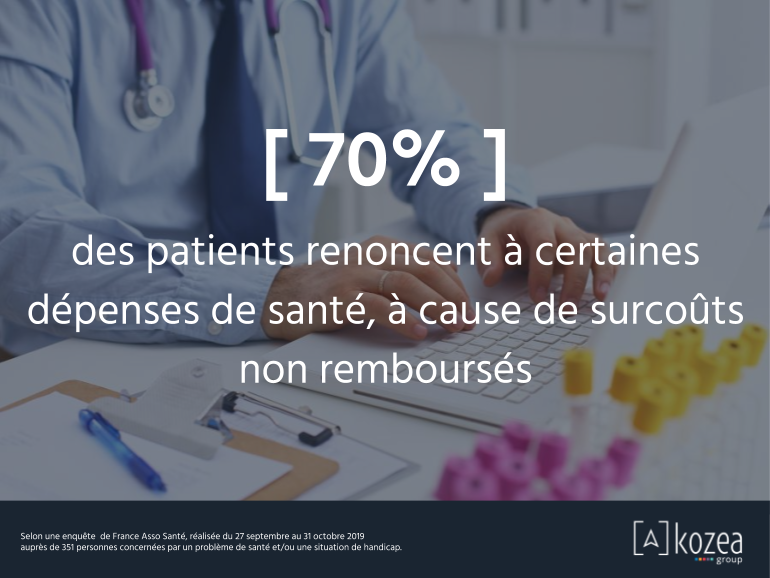 [ 70% ]
des patients renoncent à certaines
dépenses de santé, à cause de surcoûts
non remboursés
Selon une enquête  de France Asso Santé, réalisée du 27 septembre au 31 octobre 2019
auprès de 351 personnes concernées par un problème de santé et/ou une situation de handicap.
[A] kozea
group